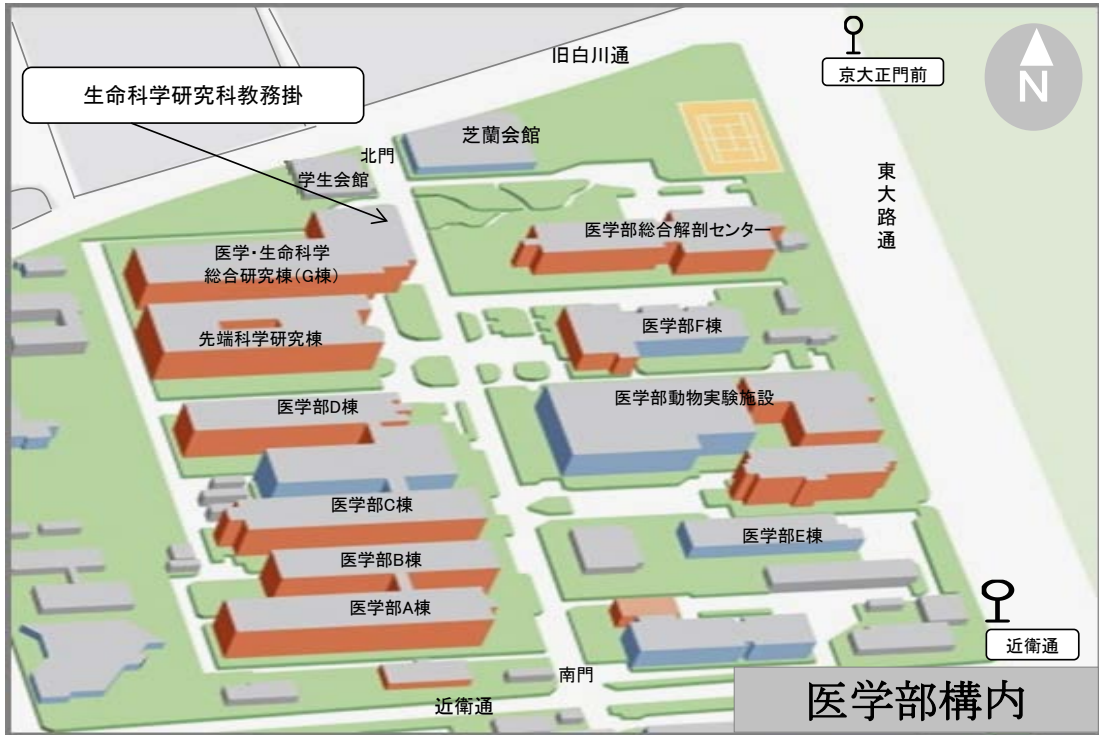 旧白川通
京大正門前
N
生命科学研究科教務掛
芝蘭会館
北門
学生会館
東
大
路
通
医学部総合解剖センター
医学・生命科学
総合研究棟(G棟)
医学部F棟
先端科学研究棟
医学部動物実験施設
医学部D棟
医学部C棟
医学部E棟
医学部B棟
医学部A棟
近衛通
南門
近衛通
医学部構内